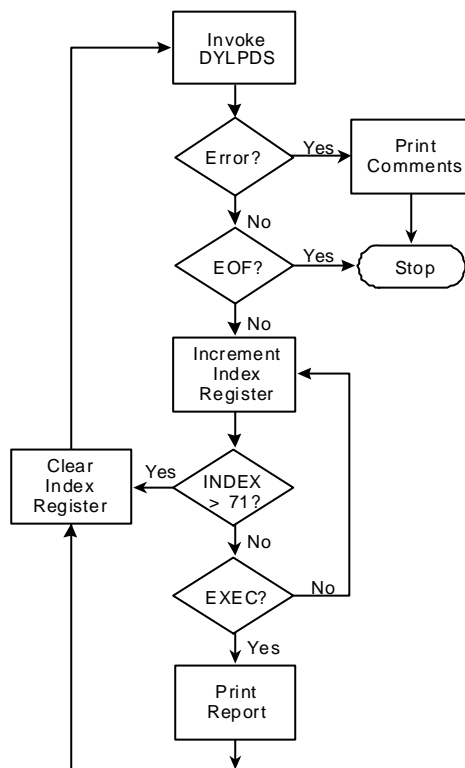 Invoke
DYLPDS
Error?
Yes
Print
Comments
No
EOF?
Yes
Stop
No
Increment
Index
Register
Clear
Index
Register
Yes
INDEX
> 71?
No
EXEC?
No
Yes
Print
Report